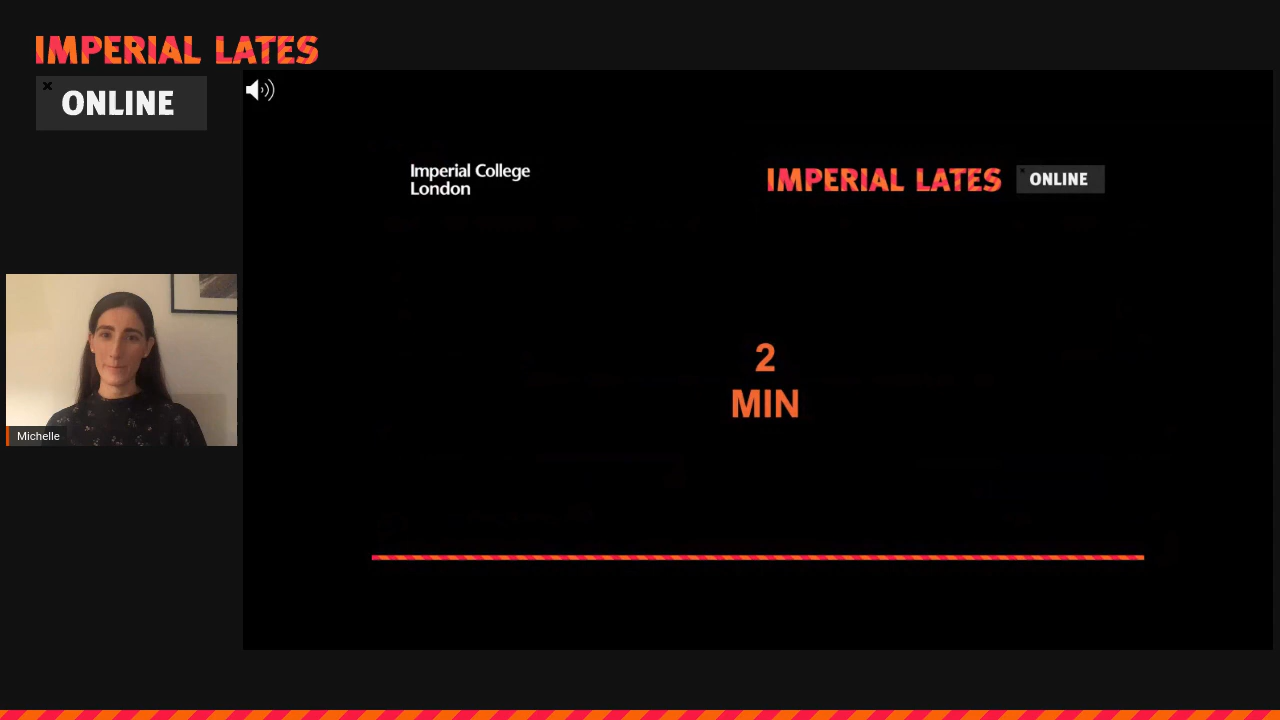 IMPERIAL LATES
ONLINE
Imperial College
London
IMPERIAL LATES ONLINE
2
MIN
Michelle